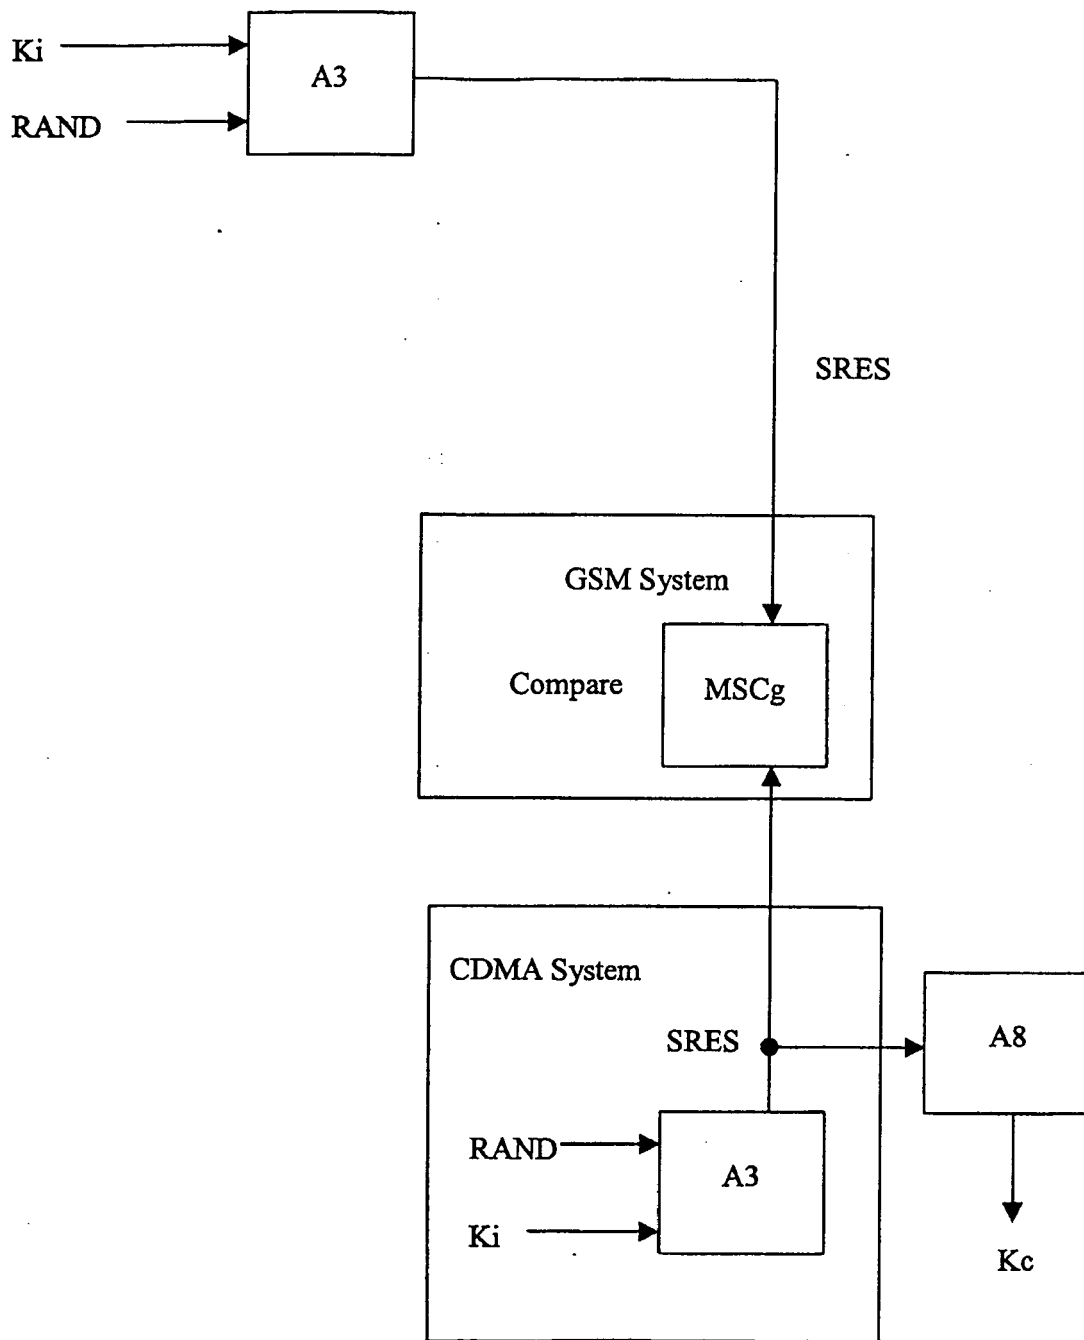 Ki
A3
RAND
SRES
GSM System
Compare
MSCg
CDMA System
SRES
A8
RAND
A3
Ki
Kc